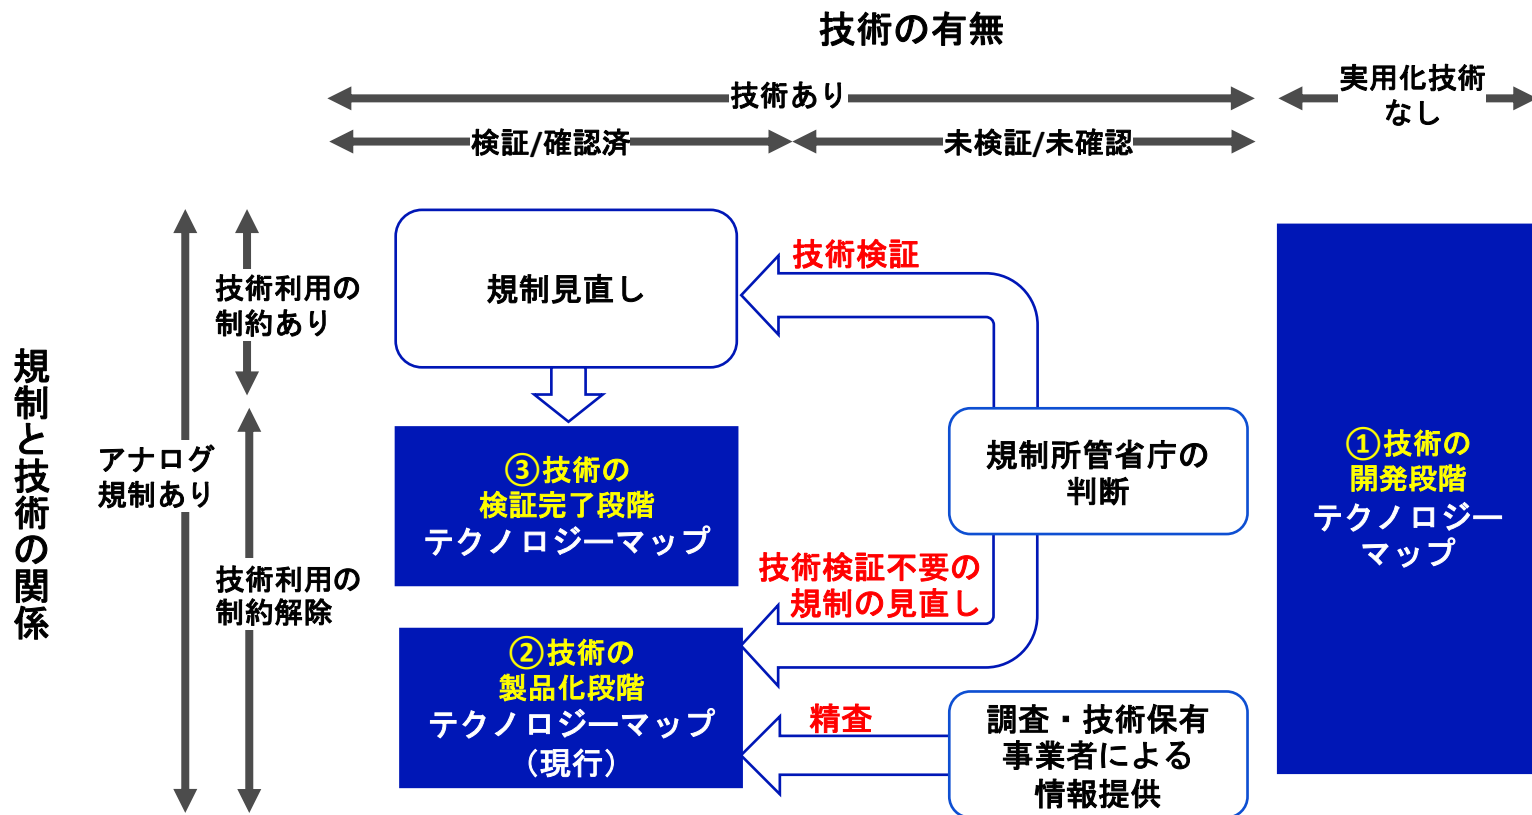 技術の有無
技術あり
実用化技術
なし
検証/確認済
未検証/未確認
規制と技術の関係
アナログ
規制あり
技術利用の
制約あり
技術利用の
制約解除
規制見直し
技術検証
規制所管省庁の
判断
③技術の
検証完了段階
テクノロジーマップ
技術検証不要の
規制の見直し
②技術の
製品化段階
テクノロジーマップ
（現行）
精査
調査・技術保有
事業者による
情報提供
①技術の
開発段階
テクノロジー
マップ